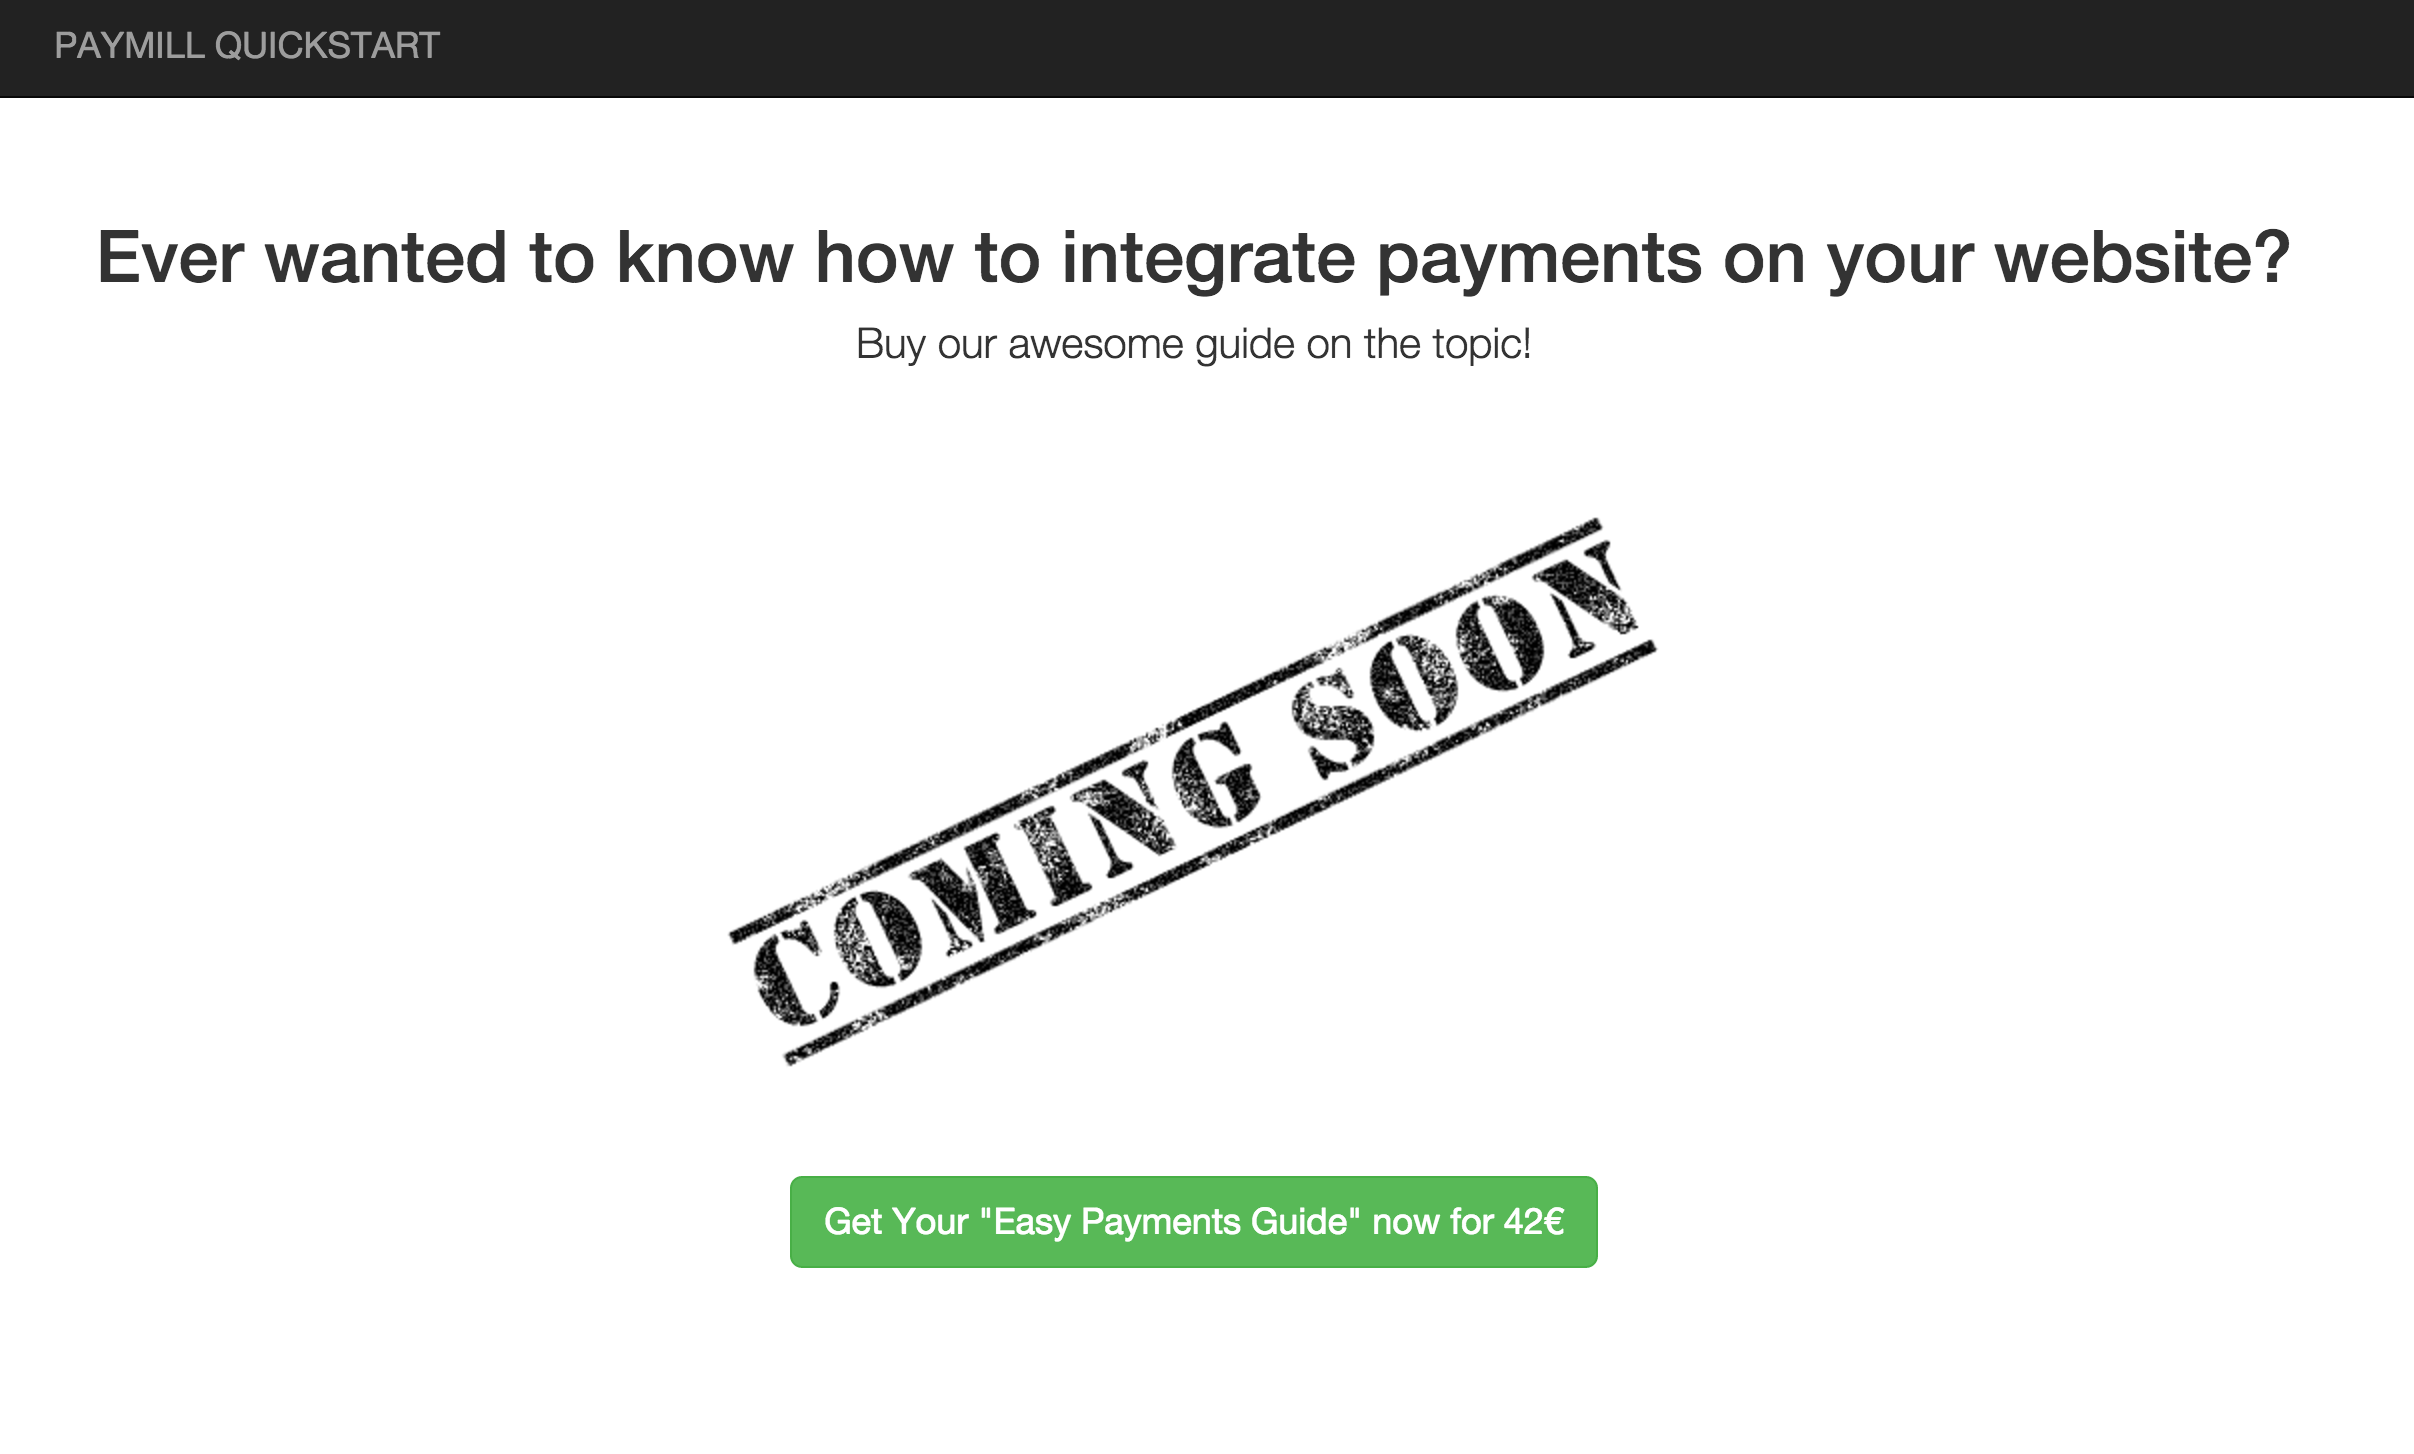 PAYMILL QUICKSTART
Ever wanted to know how to integrate payments on your website?
Buy our awesome guide on the topic!
COMING SOON
Get Your "Easy Payments Guide" now for 42€